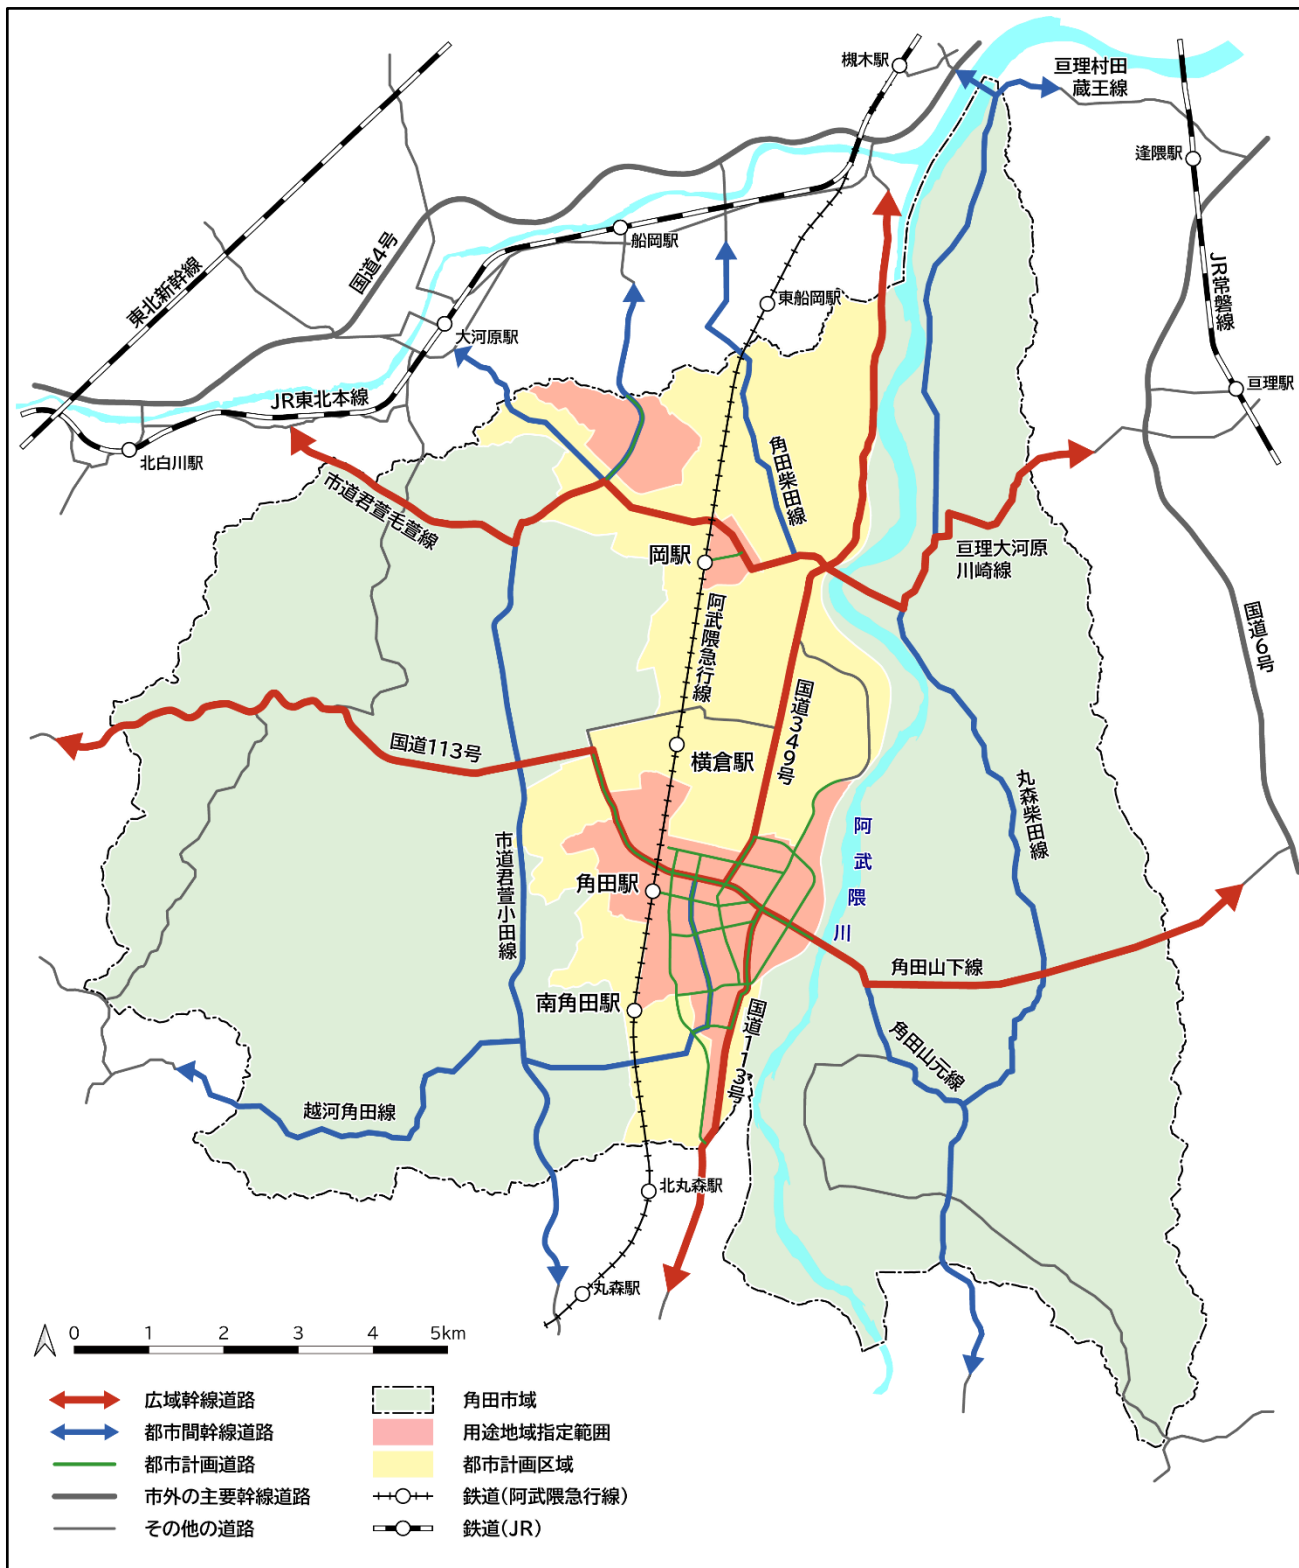 槻木駅
亘理村田
蔵王線
逢隈駅
船岡駅
国道4号
東北新幹線
JR常磐線
東船岡駅
大河原駅
亘理駅
JR東北本線
北白川駅
角田柴田線
市道君萱毛萱線
岡駅
亘理大河原
川崎線
阿武隈急行線
国道6号
国道349号
国道113号
横倉駅
丸森柴田線
阿武隈川
市道君萱小田線
角田駅
角田山下線
南角田駅
国道113号
角田山元線
越河角田線
北丸森駅
丸森駅
0 1 2 3 4 5km
広域幹線道路
都市間幹線道路
都市計画道路
市外の主要幹線道路
その他の道路
角田市域
用途地域指定範囲
都市計画区域
鉄道(阿武隈急行線)
鉄道(JR)